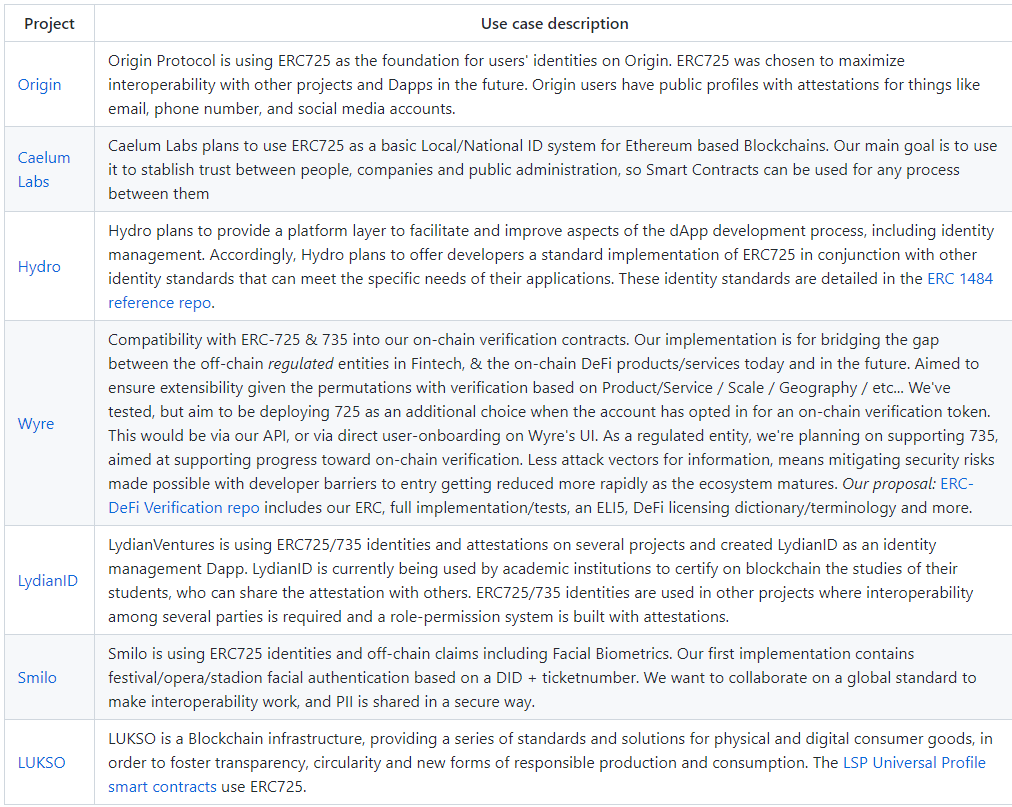 Project
Use case description
Origin
Origin Protocol is using ERC725 as the foundation for users' identities on Origin. ERC725 was chosen to maximize
interoperability with other projects and Dapps in the future. Origin users have public profiles with attestations for things like
email, phone number, and social media accounts.
Caelum
Labs
Caelum Labs plans to use ERC725 as a basic Local/National ID system for Ethereum based Blockchains. Our main goal is to use
it to stablish trust between people, companies and public administration, so Smart Contracts can be used for any process
between them
Hydro
Hydro plans to provide a platform layer to facilitate and improve aspects of the dApp development process, including identity
management. Accordingly, Hydro plans to offer developers a standard implementation of ERC725 in conjunction with other
identity standards that can meet the specific needs of their applications. These identity standards are detailed in the ERC 1484
reference repo.
Wyre
Compatibility with ERC-725 & 735 into our on-chain verification contracts. Our implementation is for bridging the gap
between the off-chain regulated entities in Fintech, & the on-chain DeFi products/services today and in the future. Aimed to
ensure extensibility given the permutations with verification based on Product/Service / Scale / Geography / etc... We've
tested, but aim to be deploying 725 as an additional choice when the account has opted in for an on-chain verification token.
This would be via our API, or via direct user-onboarding on Wyre's UI. As a regulated entity, we're planning on supporting 735,
aimed at supporting progress toward on-chain verification. Less attack vectors for information, means mitigating security risks
made possible with developer barriers to entry getting reduced more rapidly as the ecosystem matures. Our proposal: ERC-
DeFi Verification repo includes our ERC, full implementation/tests, an ELI5, DeFi licensing dictionary/terminology and more.
LydianID
LydianVentures is using ERC725/735 identities and attestations on several projects and created LydianID as an identity
management Dapp. LydianID is currently being used by academic institutions to certify on blockchain the studies of their
students, who can share the attestation with others. ERC725/735 identities are used in other projects where interoperability
among several parties is required and a role-permission system is built with attestations.
Smilo
Smilo is using ERC725 identities and off-chain claims including Facial Biometrics. Our first implementation contains
festival/opera/stadion facial authentication based on a DID + ticketnumber. We want to collaborate on a global standard to
make interoperability work, and PII is shared in a secure way.
LUKSO
LUKSO is a Blockchain infrastructure, providing a series of standards and solutions for physical and digital consumer goods, in
order to foster transparency, circularity and new forms of responsible production and consumption. The LSP Universal Profile
smart contracts use ERC725.